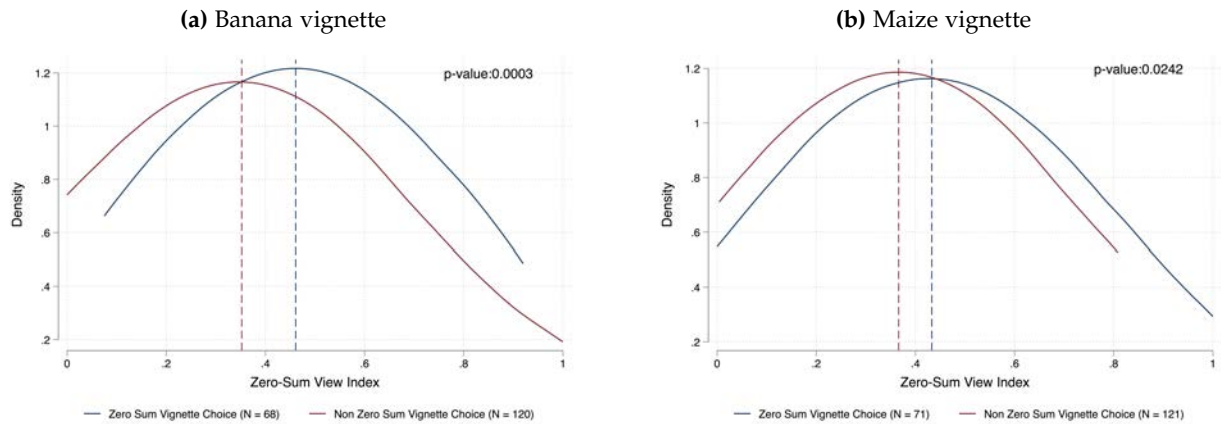 (a) Banana vignette
p-value:0.0003
1.2
1
.8
.6
.4
.2
Density
0 .2 .4 .6 .8 1
Zero-Sum View Index
Zero Sum Vignette Choice (N = 68) Non Zero Sum Vignette Choice (N = 120)
(b) Maize vignette
p-value:0.0242
1.2
1
.8
.6
.4
.2
Density
0 .2 .4 .6 .8 1
Zero-Sum View Index
Zero Sum Vignette Choice (N = 71) Non Zero Sum Vignette Choice (N = 121)